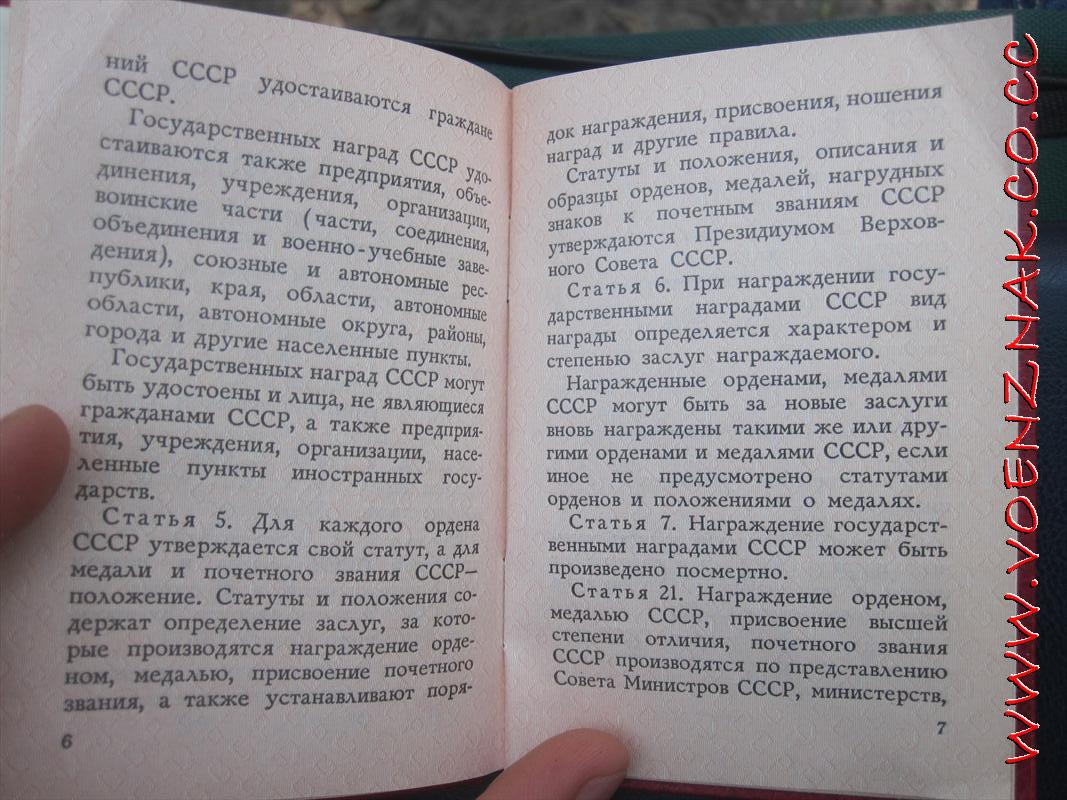 ний СССР удостаиваются граждане
СССР.
Государственных наград СССР удо-
стаиваются также предприятия, объе-
динения, учреждения, организации,
воинские части (части, соединения,
объединения и военно-учебные заве-
дения), союзные и автономные рес-
публики, края, области, автономные
области, автономные округа, районы,
города и другие населенные пункты.
Государственных наград СССР могут
быть удостоены и лица, не являющиеся
гражданами СССР, а также предприя-
тия, учреждения, организации, насе-
ленные пункты иностранных госу-
дарств.
Статья 5. Для каждого ордена
СССР утверждается свой статут, а для
медали и почетного звания СССР—
положение. Статуты и положения со-
держат определение заслуг, за кото-
рые производятся награждение орде-
ном, медалью, присвоение почетного
звания, а также устанавливают поря-
6
док награждения, присвоения, ношения
наград и другие правила.
Статуты и положения, описания и
образцы орденов, медалей, нагрудных
знаков к почетным званиям СССР
утверждаются Президиумом Верхов-
ного Совета СССР.
Статья 6. При награждении госу-
дарственными наградами СССР вид
награды определяется характером и
степенью заслуг награждаемого.
Награжденные орденами, медалями
СССР могут быть за новые заслуги
вновь награждены такими же или дру-
гими орденами и медалями СССР, если
иное не предусмотрено статутами
орденов и положениями о медалях.
Статья 7. Награждение государст-
венными наградами СССР может быть
произведено посмертно.
Статья 21. Награждение орденом,
медалью СССР, присвоение высшей
степени отличия, почетного звания
СССР производятся по представлению
Совета Министров СССР, министерств,
7
www.VOENZNAK.CO.CC